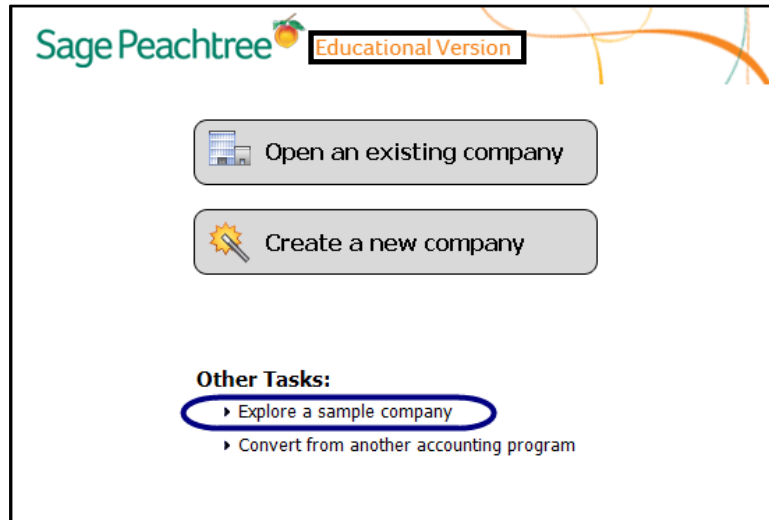 Sage Peachtree Educational Version
Open an existing company
Create a new company
Other Tasks:
Explore a sample company
Convert from another accounting program